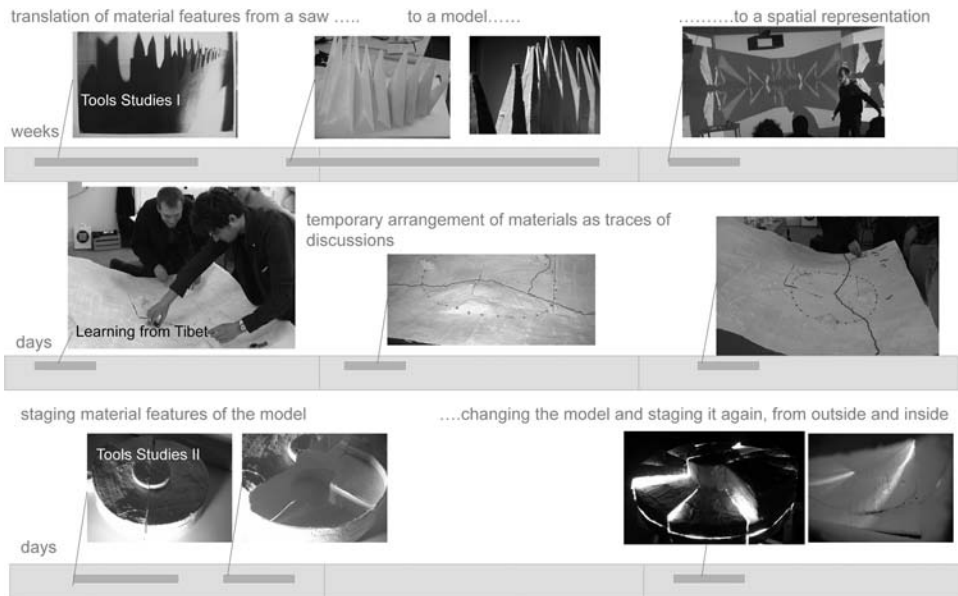 translation of material features from a saw …..
to a model……
……….to a spatial representation
Tools Studies I
weeks
temporary arrangement of materials as traces of
discussions
Learning from Tibet
days
staging material features of the model
….changing the model and staging it again, from outside and inside
Tools Studies II
days